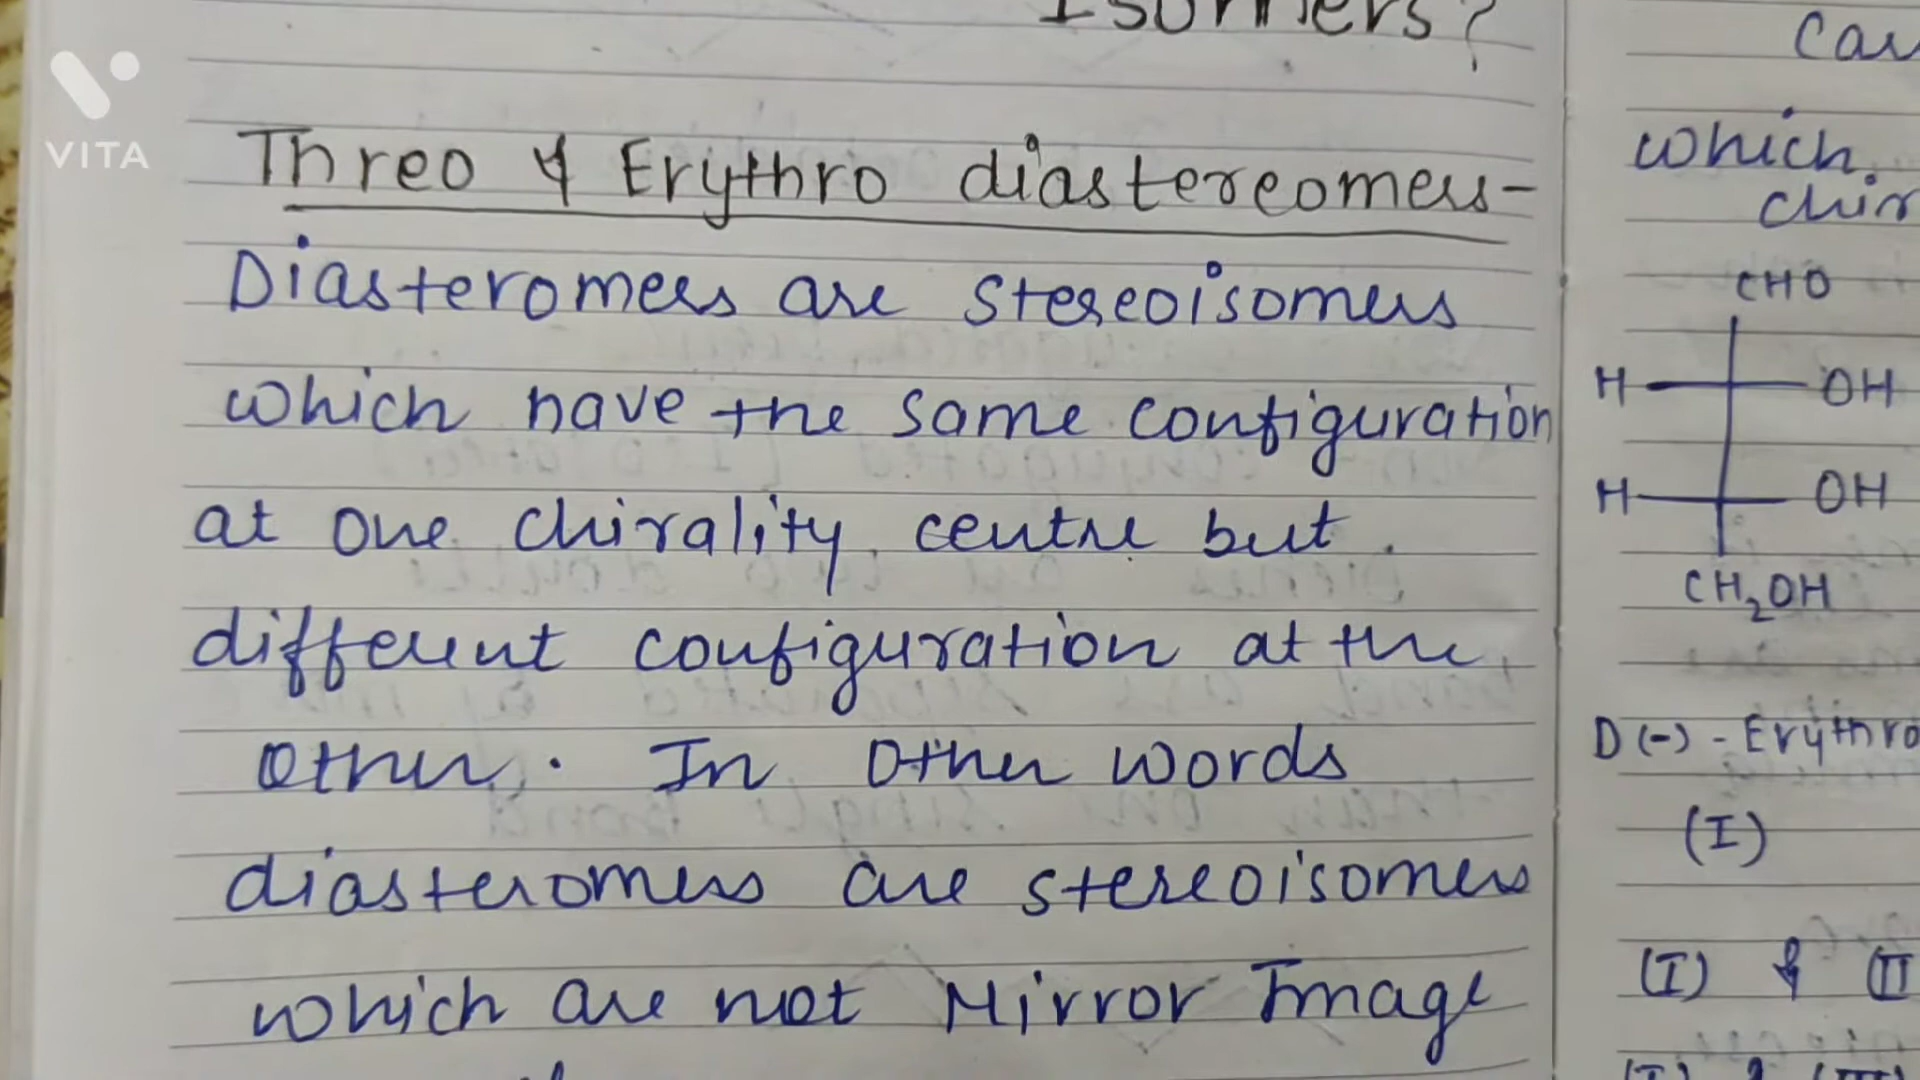 Isomers?
VITA
Threo & Erythro diastereomers-
Diasteromers are stereoisomers
which have the same configuration
at one chirality centre but
different configuration at the
other. In other words
diasteromers are stereoisomers
which are not Mirror Image
which
CHO
H OH
H OH
CH2OH
D (-) - Erythro
(I)
(I) & (II